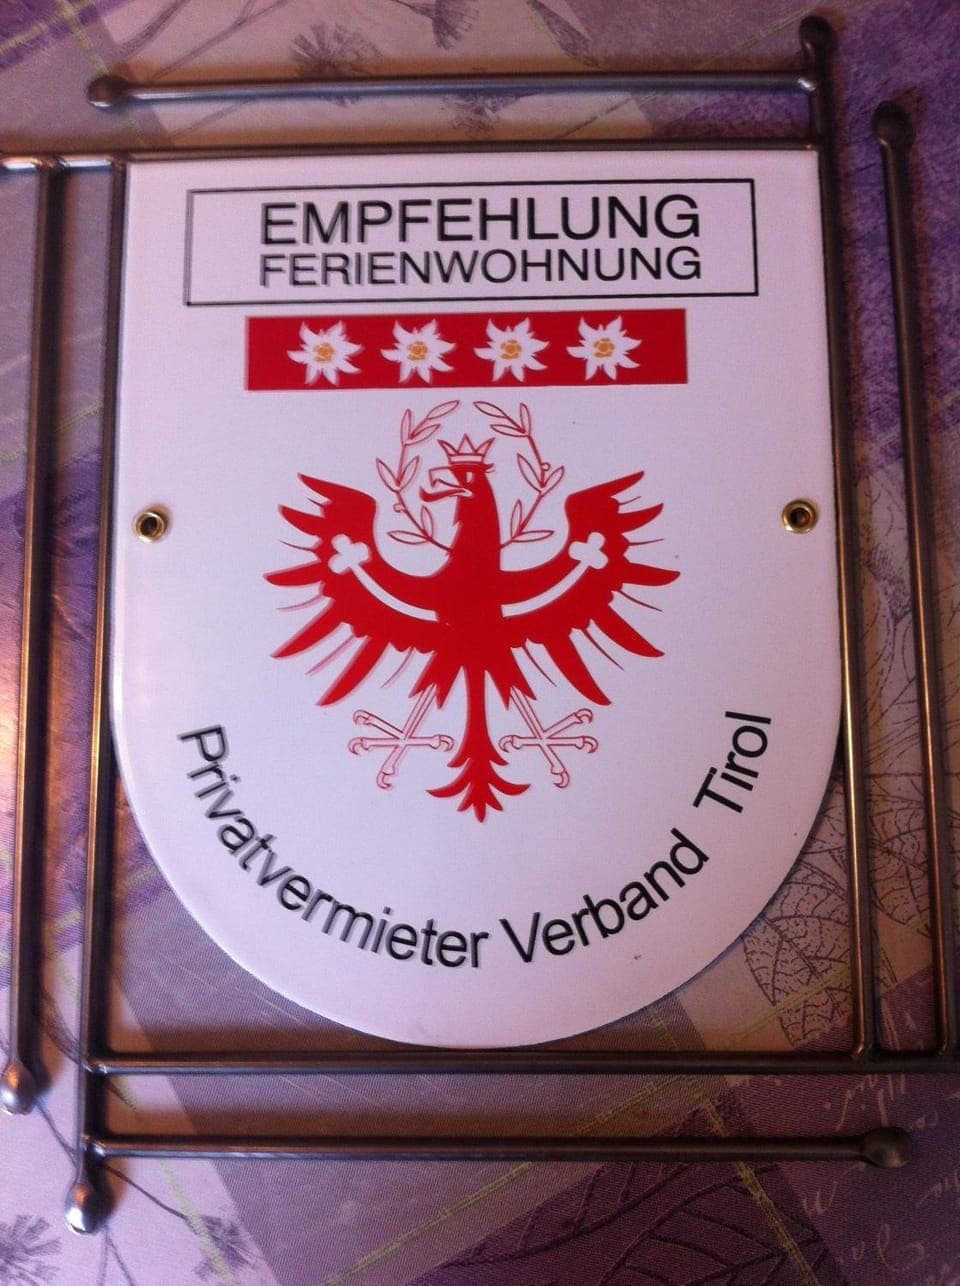 EMPFEHLUNG
FERIENWOHNUNG
Privatvermieter Verband Tirol